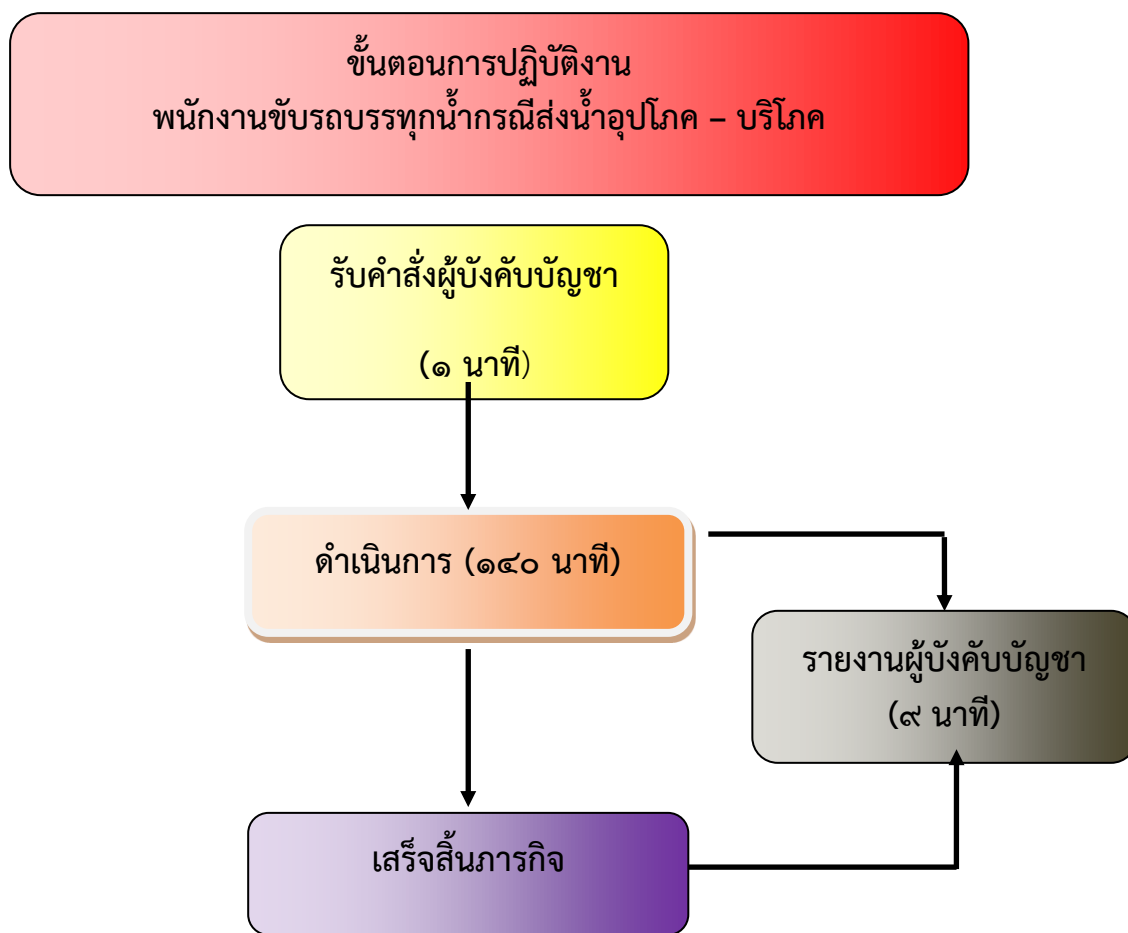 ขั้นตอนการปฏิบัติงาน
พนักงานขับรถบรรทุกน้ำกรณีส่งน้ำอุปโภค – บริโภค
รับคำสั่งผู้บังคับบัญชา
(๑ นาที)
ดำเนินการ (๑๔๐ นาที)
รายงานผู้บังคับบัญชา
(๙ นาที)
เสร็จสิ้นภารกิจ